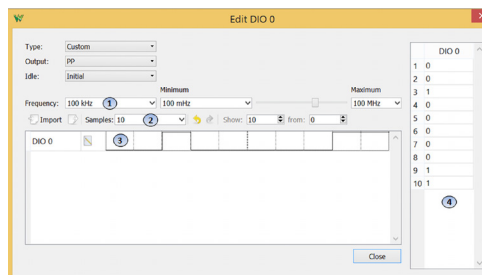 W Edit DIO 0 X
Type: Custom
Output: PP
Idle: Initial
Minimum Maximum
Frequency: 100 kHz 1 100 mHz 100 MHz
Import Samples: 10 2 Show: 10 from: 0
DIO 0 3
Close
DIO 0
1 0
2 0
3 1
4 0
5 0
6 0
7 0
8 0
9 1
10 1
4